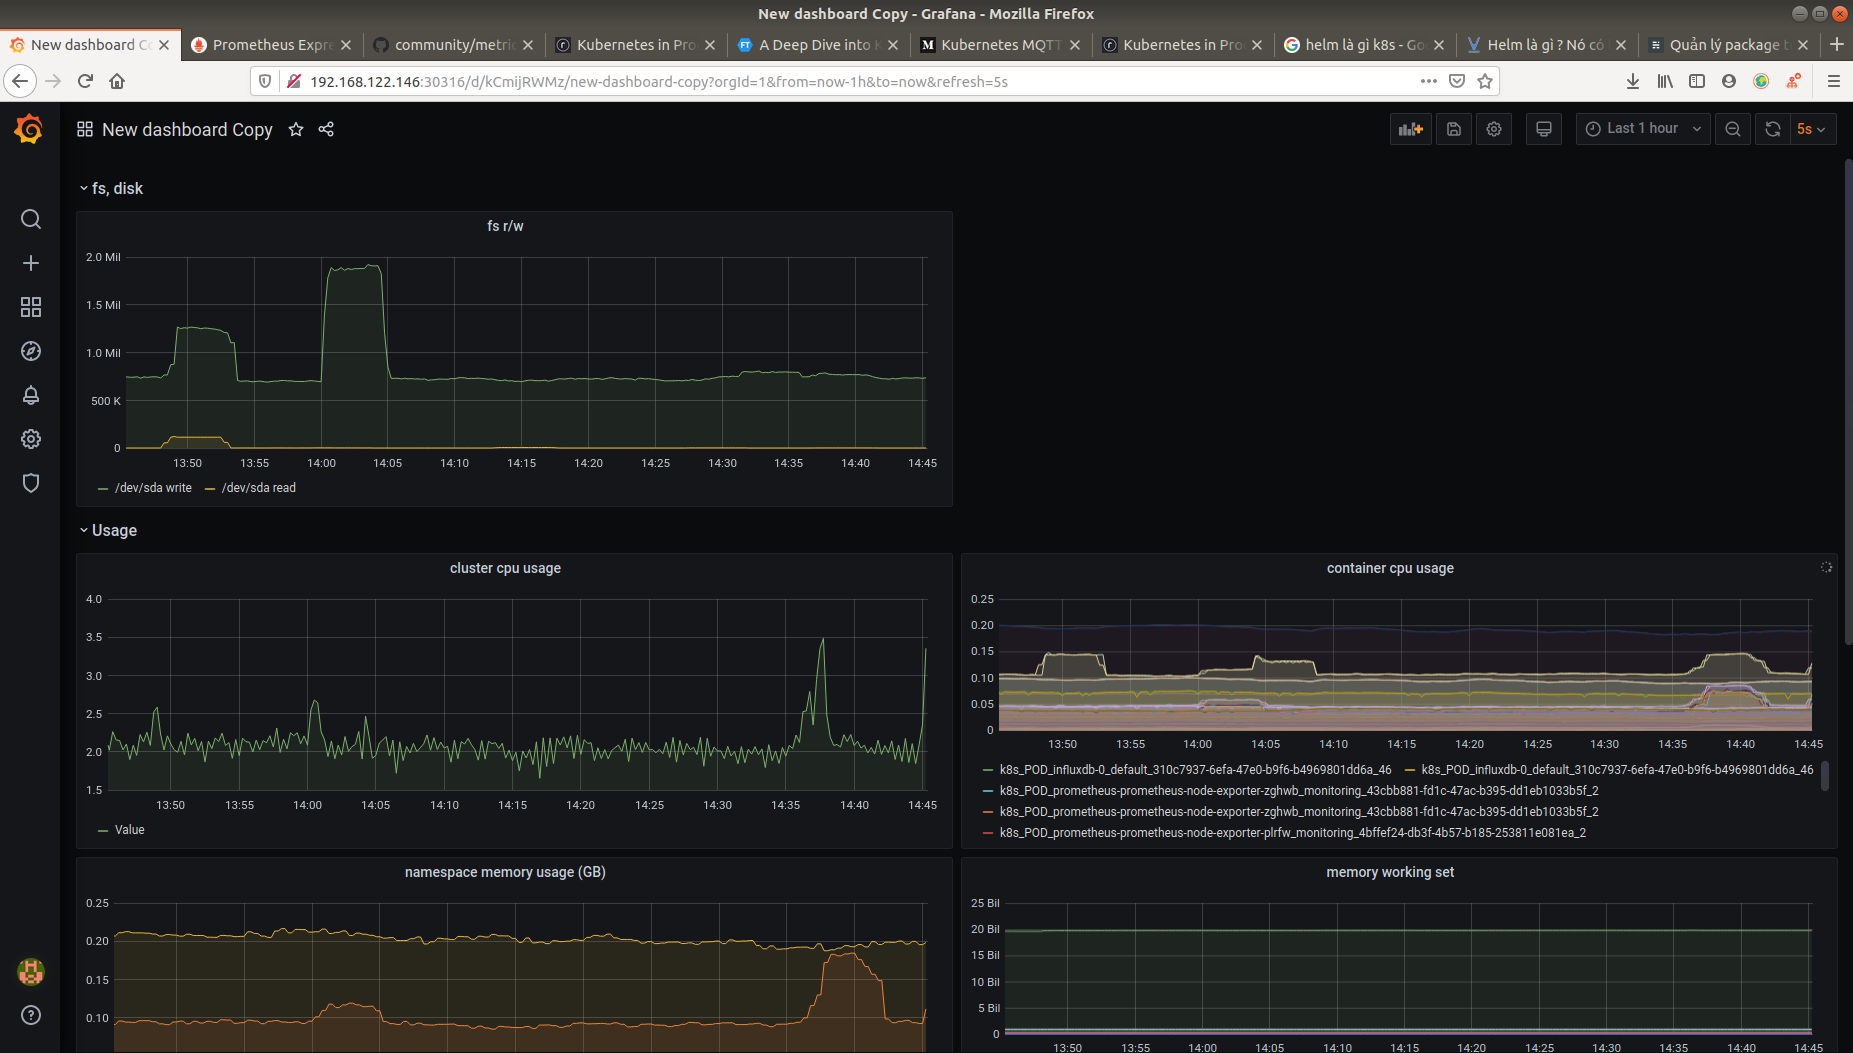 New dashboard Copy - Grafana - Mozilla Firefox
New dashboard C
Prometheus Expre
community/metric
Kubernetes in Pro
A Deep Dive into K
Kubernetes MQTT
Kubernetes in Pro
helm là gì k8s - Go
Helm là gì ? Nó có
Quản lý package t
192.168.122.146:30316/d/kCmijRWMz/new-dashboard-copy?orgId=1&from=now-1h&to=now&refresh=5s
New dashboard Copy
Last 1 hour
5s
fs, disk
fs r/w
2.0 Mil
1.5 Mil
1.0 Mil
500 K
0
13:50 13:55 14:00 14:05 14:10 14:15 14:20 14:25 14:30 14:35 14:40 14:45
/dev/sda write /dev/sda read
Usage
cluster cpu usage
4.0
3.5
3.0
2.5
2.0
1.5
13:50 13:55 14:00 14:05 14:10 14:15 14:20 14:25 14:30 14:35 14:40 14:45
Value
container cpu usage
0.25
0.20
0.15
0.10
0.05
0
13:50 13:55 14:00 14:05 14:10 14:15 14:20 14:25 14:30 14:35 14:40 14:45
k8s_POD_influxdb-0_default_310c7937-6efa-47e0-b9f6-b4969801dd6a_46 k8s_POD_influxdb-0_default_310c7937-6efa-47e0-b9f6-b4969801dd6a_46
k8s_POD_prometheus-prometheus-node-exporter-zghwb_monitoring_43cbb881-fd1c-47ac-b395-dd1eb1033b5f_2
k8s_POD_prometheus-prometheus-node-exporter-zghwb_monitoring_43cbb881-fd1c-47ac-b395-dd1eb1033b5f_2
k8s_POD_prometheus-prometheus-node-exporter-plrfw_monitoring_4bffef24-db3f-4b57-b185-253811e081ea_2
namespace memory usage (GB)
0.25
0.20
0.15
0.10
memory working set
25 Bil
20 Bil
15 Bil
10 Bil
5 Bil
0
13:50 13:55 14:00 14:05 14:10 14:15 14:20 14:25 14:30 14:35 14:40 14:45